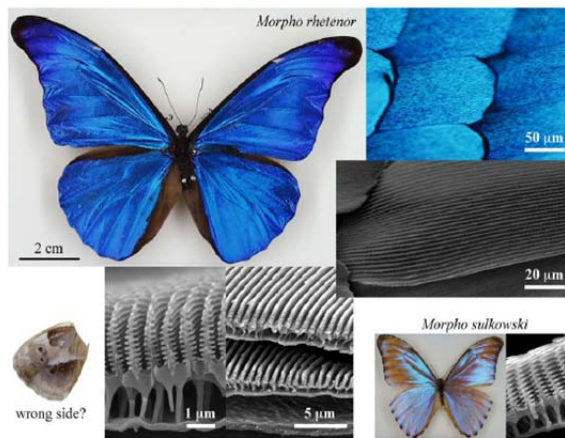 Morpho rhetenor
50 μm
2 cm
20 μm
wrong side?
1 μm
5 μm
Morpho sulkowski